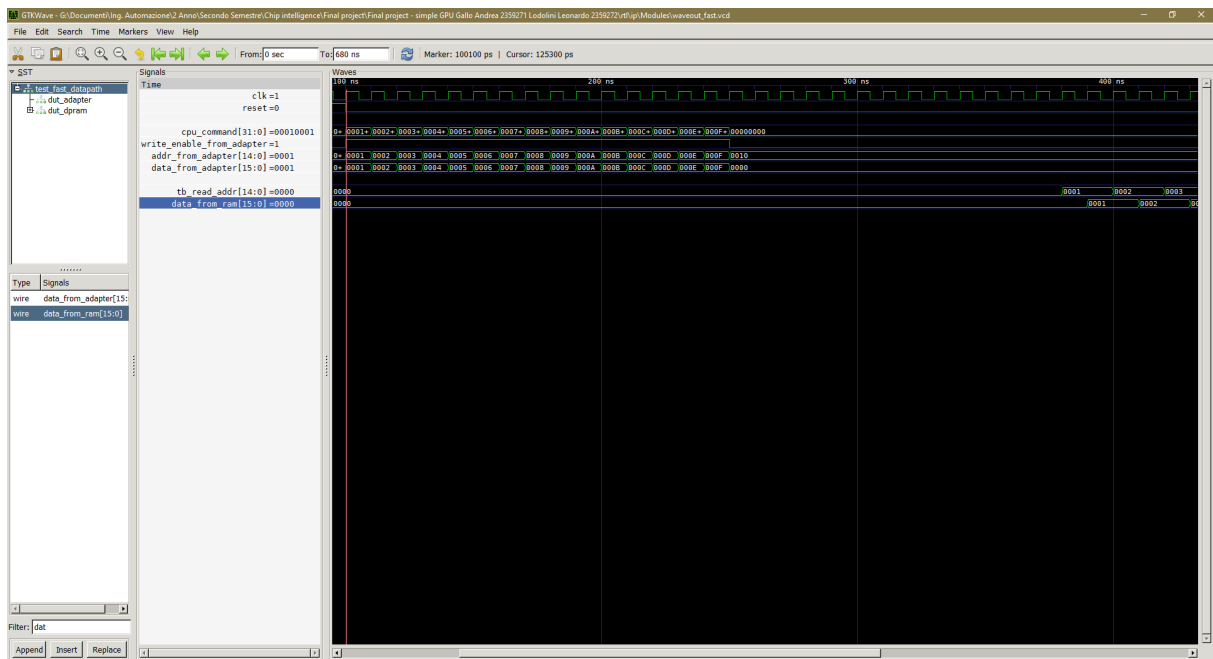 GTKWave - G:\Documenti\Ing. Automazione\2 Anno\Secondo Semestre\Chip intelligence\Final project\Final project - simple GPU Gallo Andrea 2359271 Lodolini Leonardo 2359272\rtl\ip\Modules\waveout_fast.vcd
File Edit Search Time Markers View Help
From: 0 sec To: 680 ns Marker: 100100 ps | Cursor: 125300 ps
SST
test_fast_datapath
dut_adapter
dut_dpram
Type Signals
wire data_from_adapter[15:
wire data_from_ram[15:0]
Filter: dat
Append Insert Replace
Signals
Time
clk=1
reset=0
cpu_command[31:0]=00010001
write_enable_from_adapter=1
addr_from_adapter[14:0]=0001
data_from_adapter[15:0]=0001
tb_read_addr[14:0]=0000
data_from_ram[15:0]=0000
Waves
100 ns 200 ns 300 ns 400 ns
0+ 0001+ 0002+ 0003+ 0004+ 0005+ 0006+ 0007+ 0008+ 0009+ 000A+ 000B+ 000C+ 000D+ 000E+ 000F+ 00000000
0+ 0001 0002 0003 0004 0005 0006 0007 0008 0009 000A 000B 000C 000D 000E 000F 0010
0+ 0001 0002 0003 0004 0005 0006 0007 0008 0009 000A 000B 000C 000D 000E 000F 0000
0000 0001 0002 0003
0000 0001 0002 00